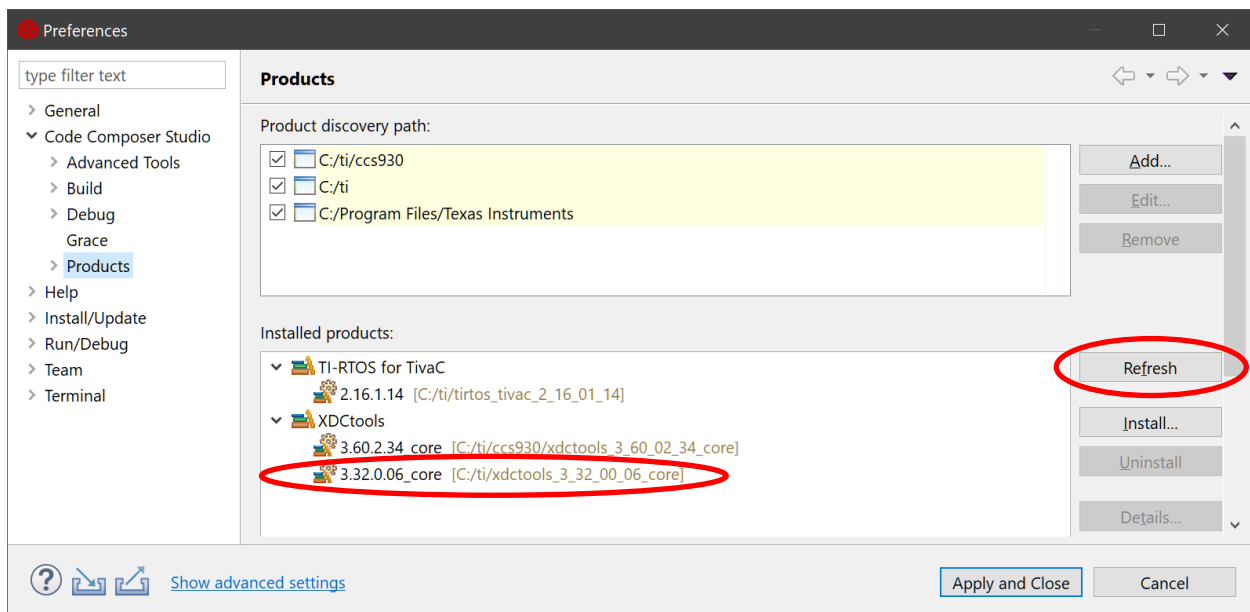 Preferences
type filter text
General
Code Composer Studio
Advanced Tools
Build
Debug
Grace
Products
Help
Install/Update
Run/Debug
Team
Terminal
Products
Product discovery path:
C:/ti/ccs930
C:/ti
C:/Program Files/Texas Instruments
Add...
Edit...
Remove
Installed products:
TI-RTOS for TivaC
2.16.1.14 [C:/ti/tirtos_tivac_2_16_01_14]
XDCtools
3.60.2.34_core [C:/ti/ccs930/xdctools_3_60_02_34_core]
3.32.0.06_core [C:/ti/xdctools_3_32_00_06_core]
Refresh
Install...
Uninstall
Details...
?
Show advanced settings
Apply and Close
Cancel